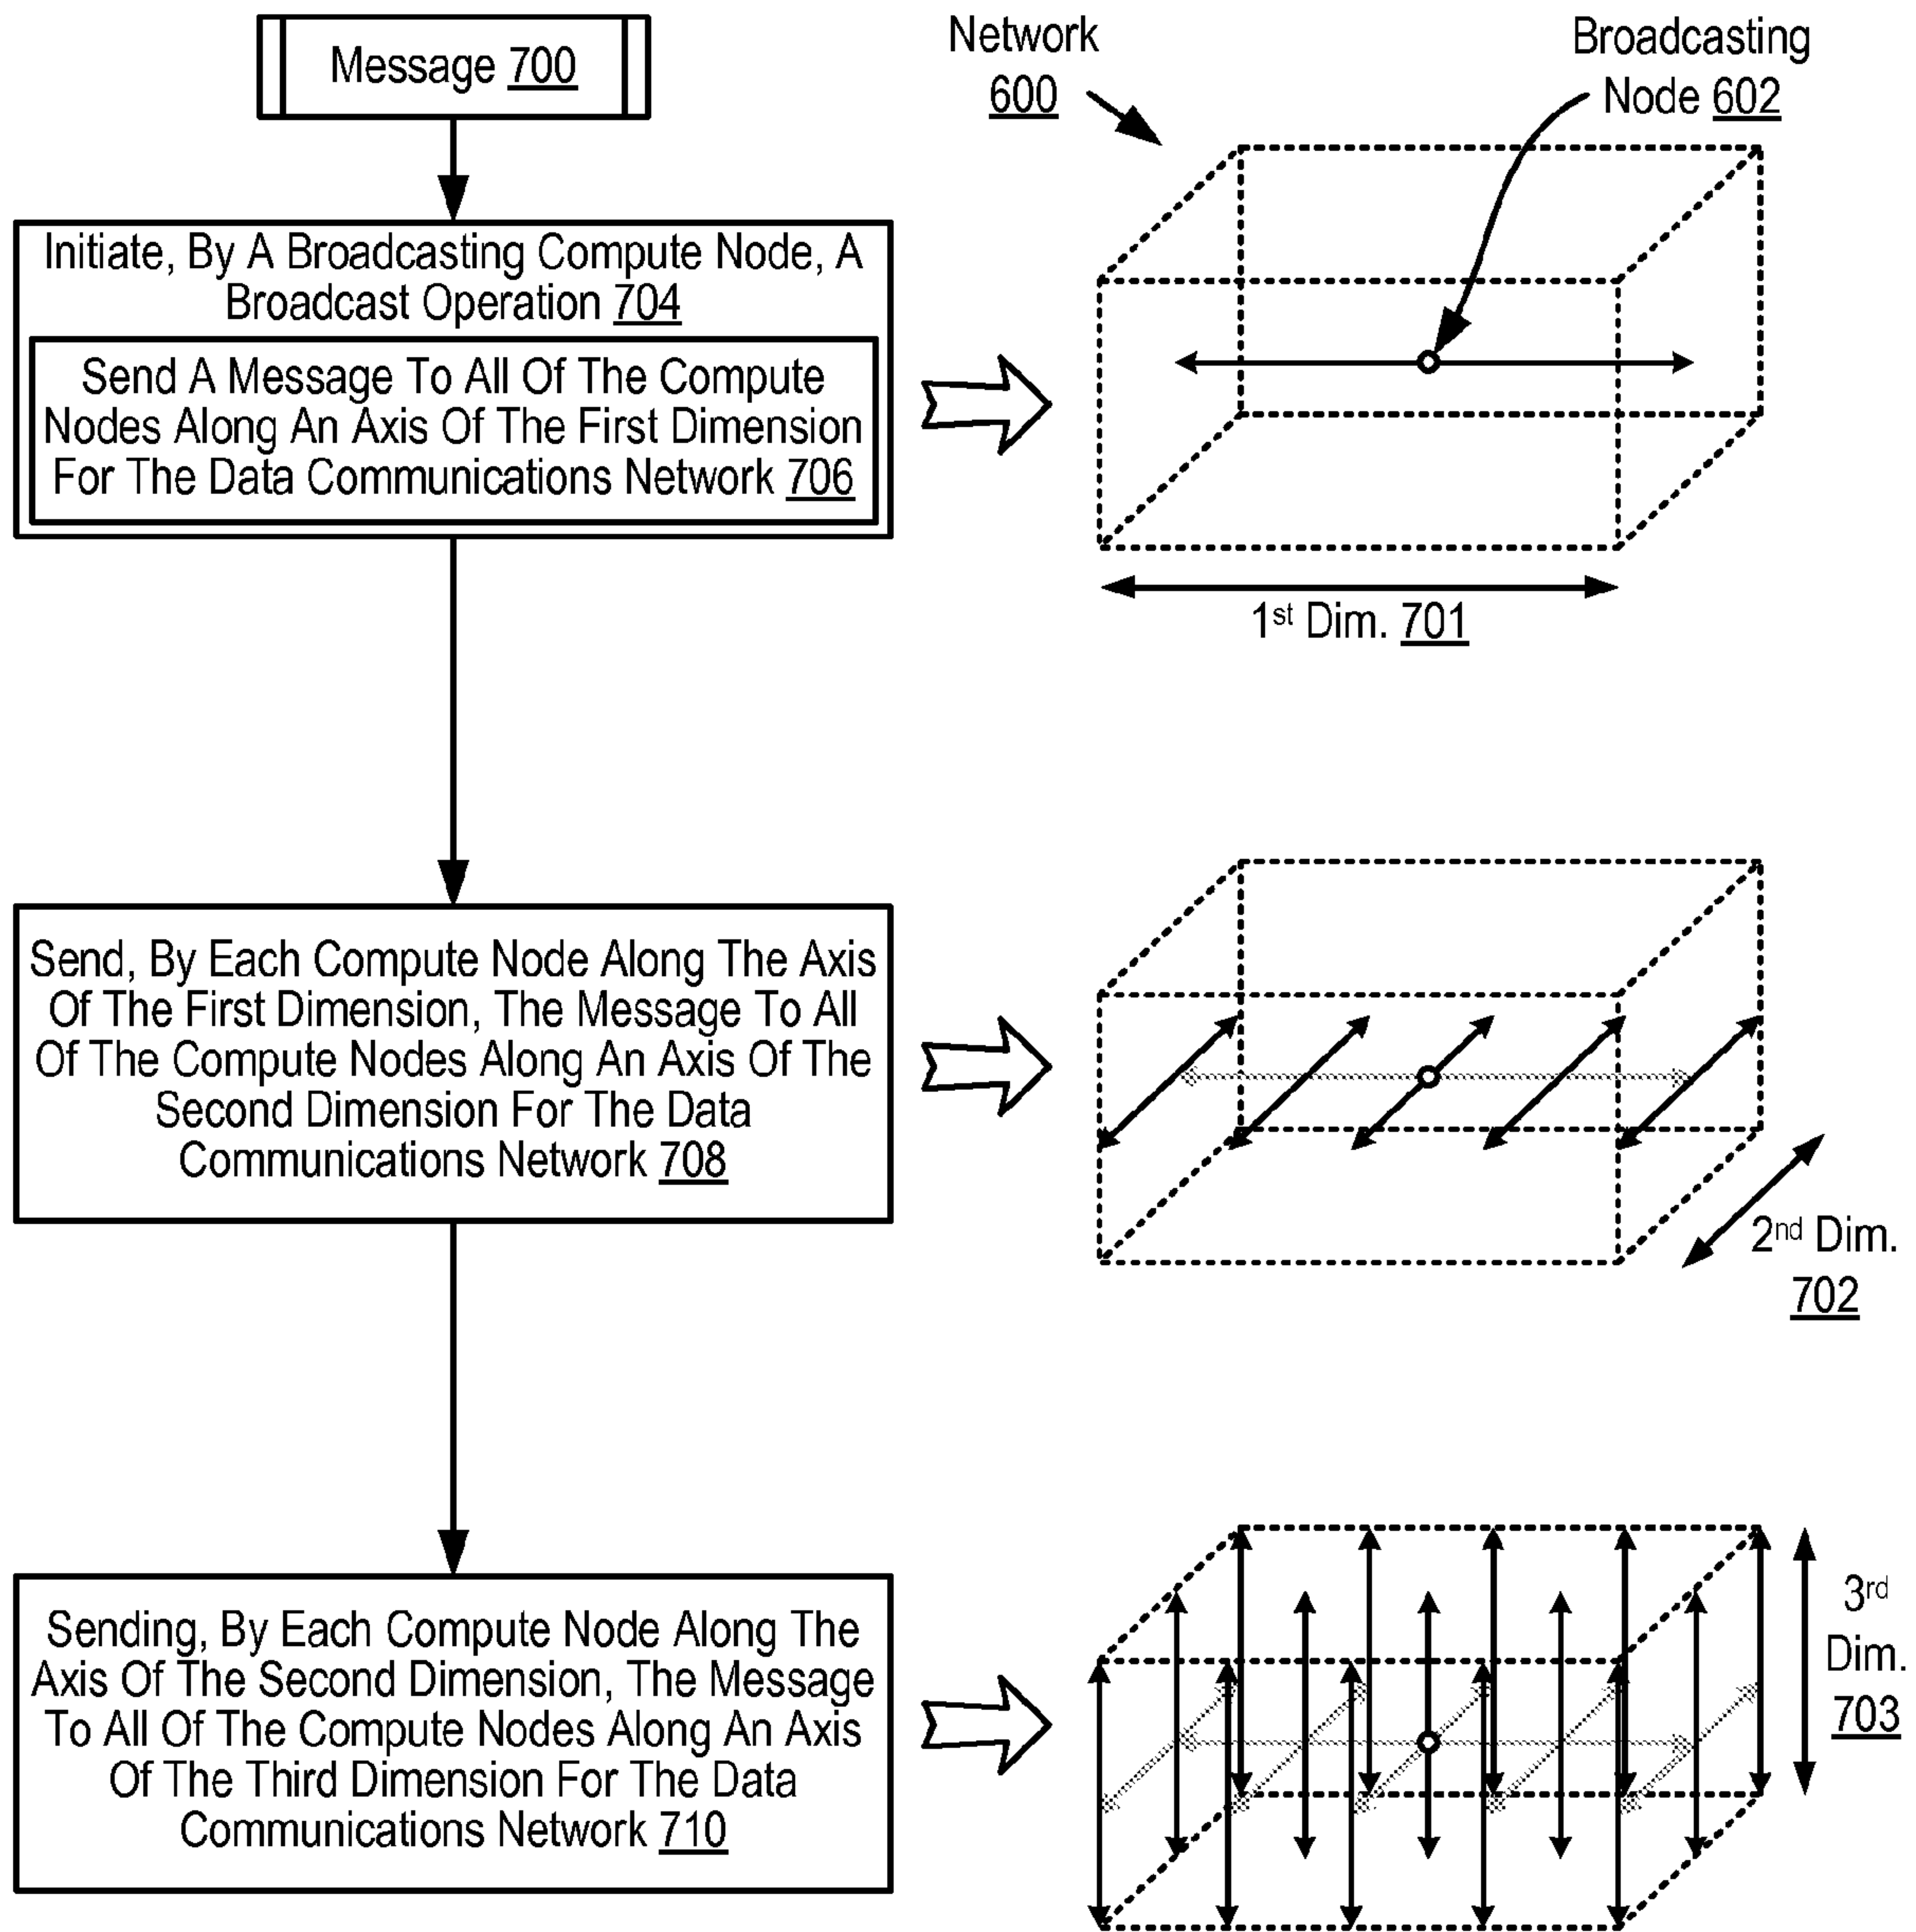 Message 700
Network
600
Broadcasting
Node 602
Initiate, By A Broadcasting Compute Node, A
Broadcast Operation 704
Send A Message To All Of The Compute
Nodes Along An Axis Of The First Dimension
For The Data Communications Network 706
1st Dim. 701
Send, By Each Compute Node Along The Axis
Of The First Dimension, The Message To All
Of The Compute Nodes Along An Axis Of The
Second Dimension For The Data
Communications Network 708
2nd Dim.
702
Sending, By Each Compute Node Along The
Axis Of The Second Dimension, The Message
To All Of The Compute Nodes Along An Axis
Of The Third Dimension For The Data
Communications Network 710
3rd
Dim.
703